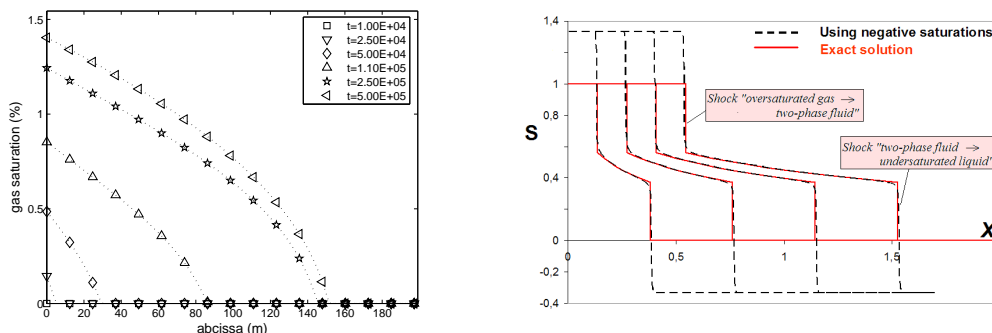 1.5
1
0.5
0
gas saturation (%)
0 20 40 60 80 100 120 140 160 180
abcissa (m)
t=1.00E+04
t=2.50E+04
t=5.00E+04
t=1.10E+05
t=2.50E+05
t=5.00E+05
1,4
1,2
1
0,8
0,6
0,4
0,2
0
-0,2
-0,4
S
0 0,5 1 1,5
X
Using negative saturations
Exact solution
Shock "oversaturated gas →
two-phase fluid"
Shock "two-phase fluid →
undersaturated liquid"